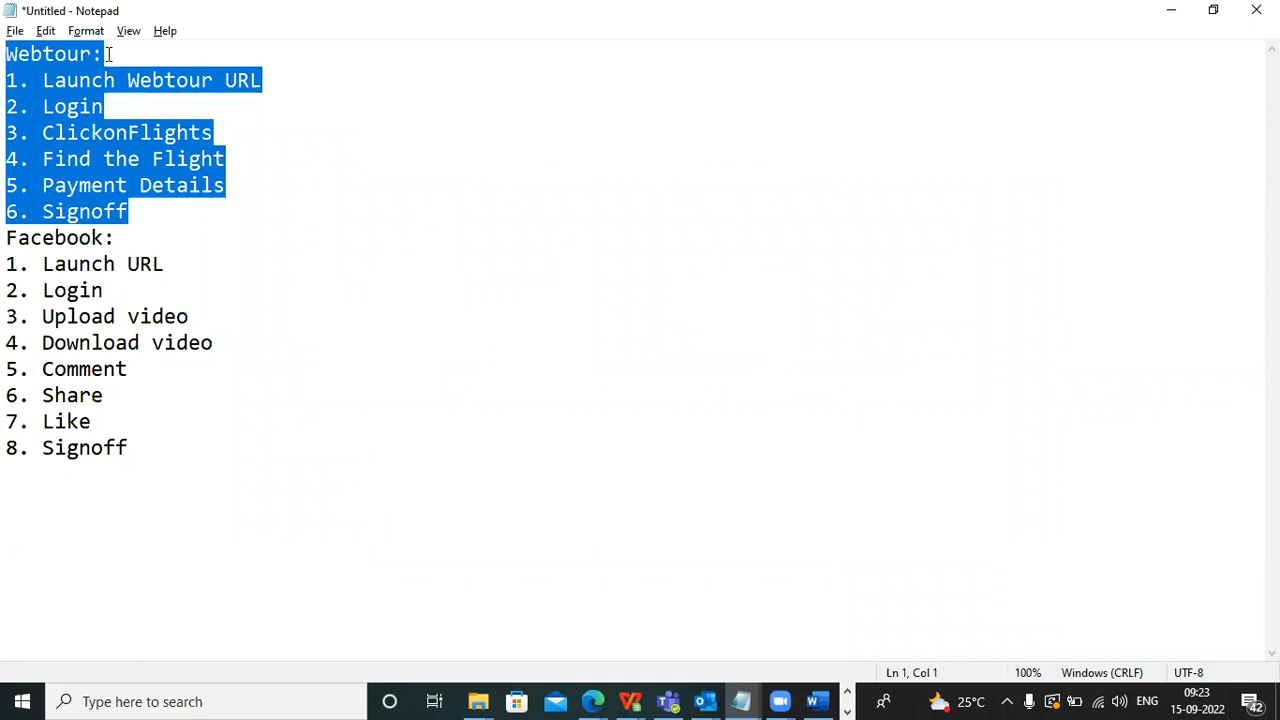 *Untitled - Notepad
File Edit Format View Help
Webtour:
1. Launch Webtour URL
2. Login
3. ClickonFlights
4. Find the Flight
5. Payment Details
6. Signoff
Facebook:
1. Launch URL
2. Login
3. Upload video
4. Download video
5. Comment
6. Share
7. Like
8. Signoff
Ln 1, Col 1 100% Windows (CRLF) UTF-8
Type here to search
25°C ENG
09:23
15-09-2022
42